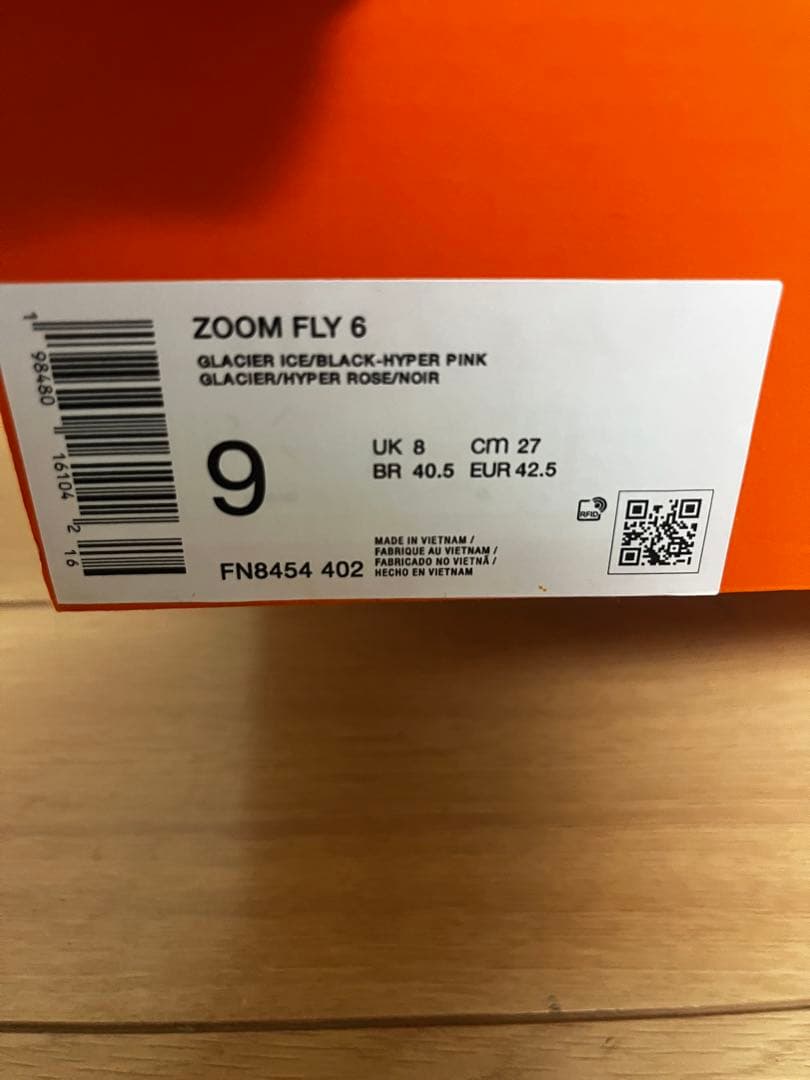 ZOOM FLY 6
GLACIER ICE/BLACK-HYPER PINK
GLACIER/HYPER ROSE/NOIR
9
UK 8 cm 27
BR 40.5 EUR 42.5
RFID
FN8454 402
MADE IN VIETNAM /
FABRIQUE AU VIETNAM /
FABRICADO NO VIETNÃ /
HECHO EN VIETNAM
1 98480 16104 2 16